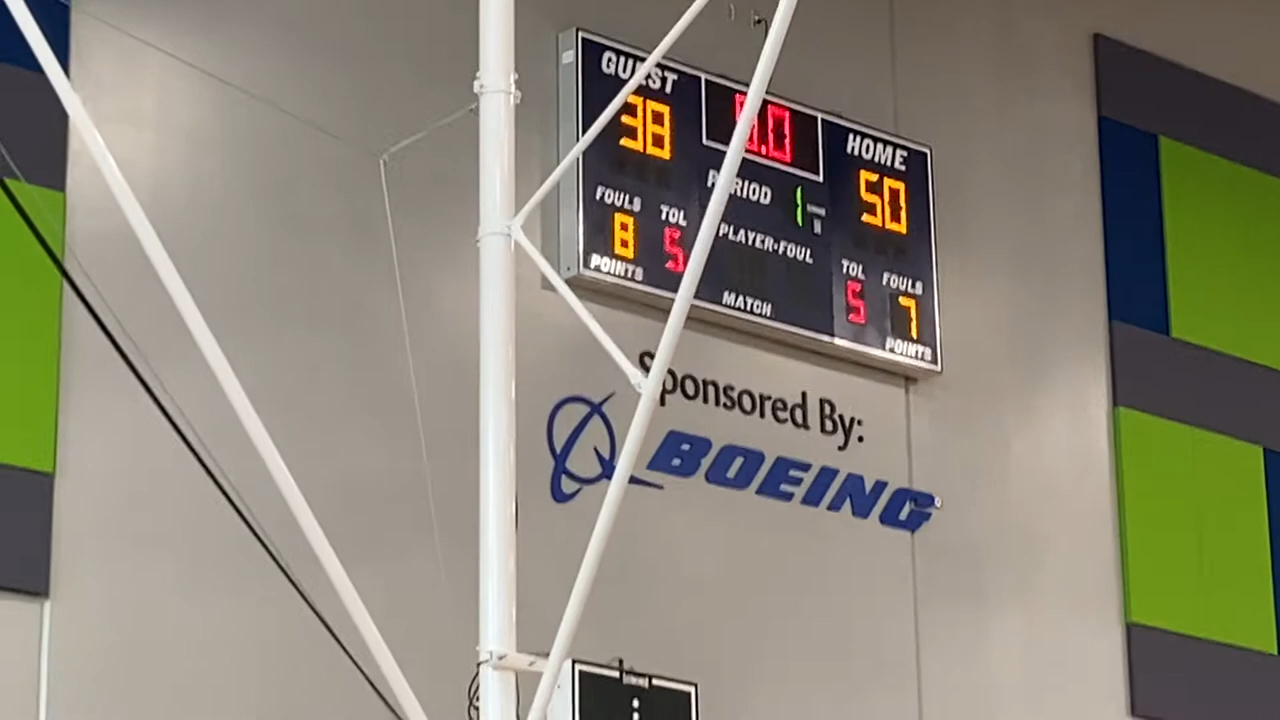 GUEST
38
HOME
50
PERIOD
1
FOULS
8
POINTS
TOL
5
PLAYER-FOUL
MATCH
TOL
5
FOULS
7
POINTS
Sponsored By:
BOEING